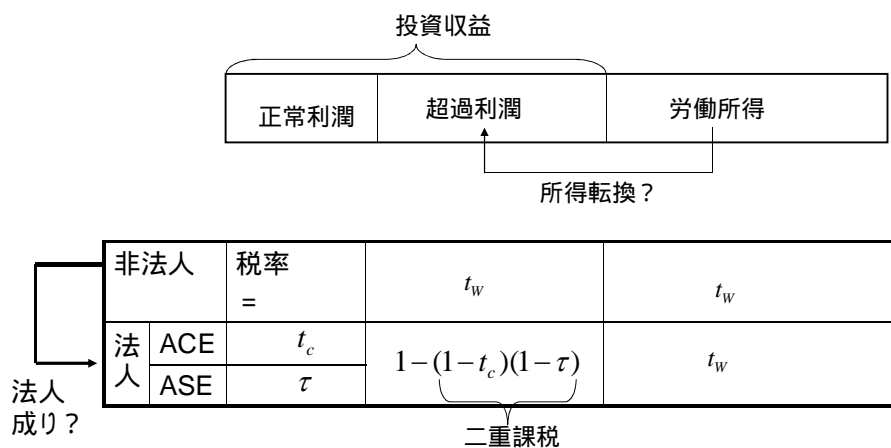 投資収益
正常利潤 超過利潤 労働所得
所得転換？
非法人 税率 = t_W t_W
法人 ACE t_c 1−(1−t_c)(1−τ) t_W
ASE τ
法人成り？
二重課税